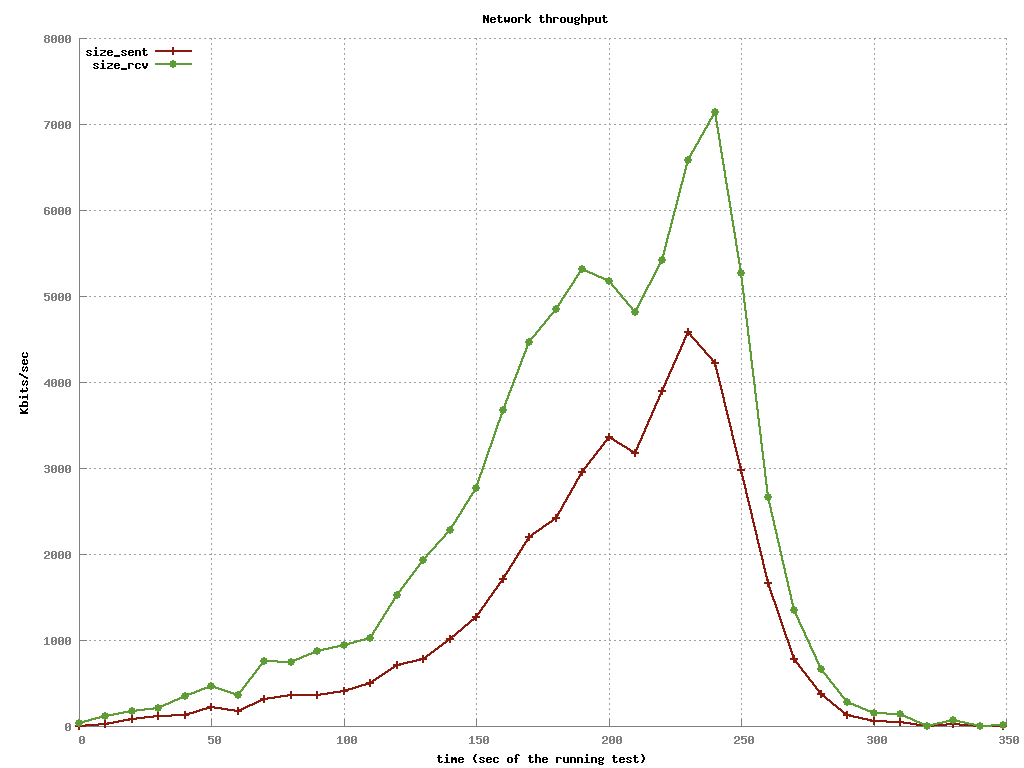 Network throughput
size_sent
size_rcv
8000
7000
6000
5000
4000
3000
2000
1000
0
Kbits/sec
0 50 100 150 200 250 300 350
time (sec of the running test)